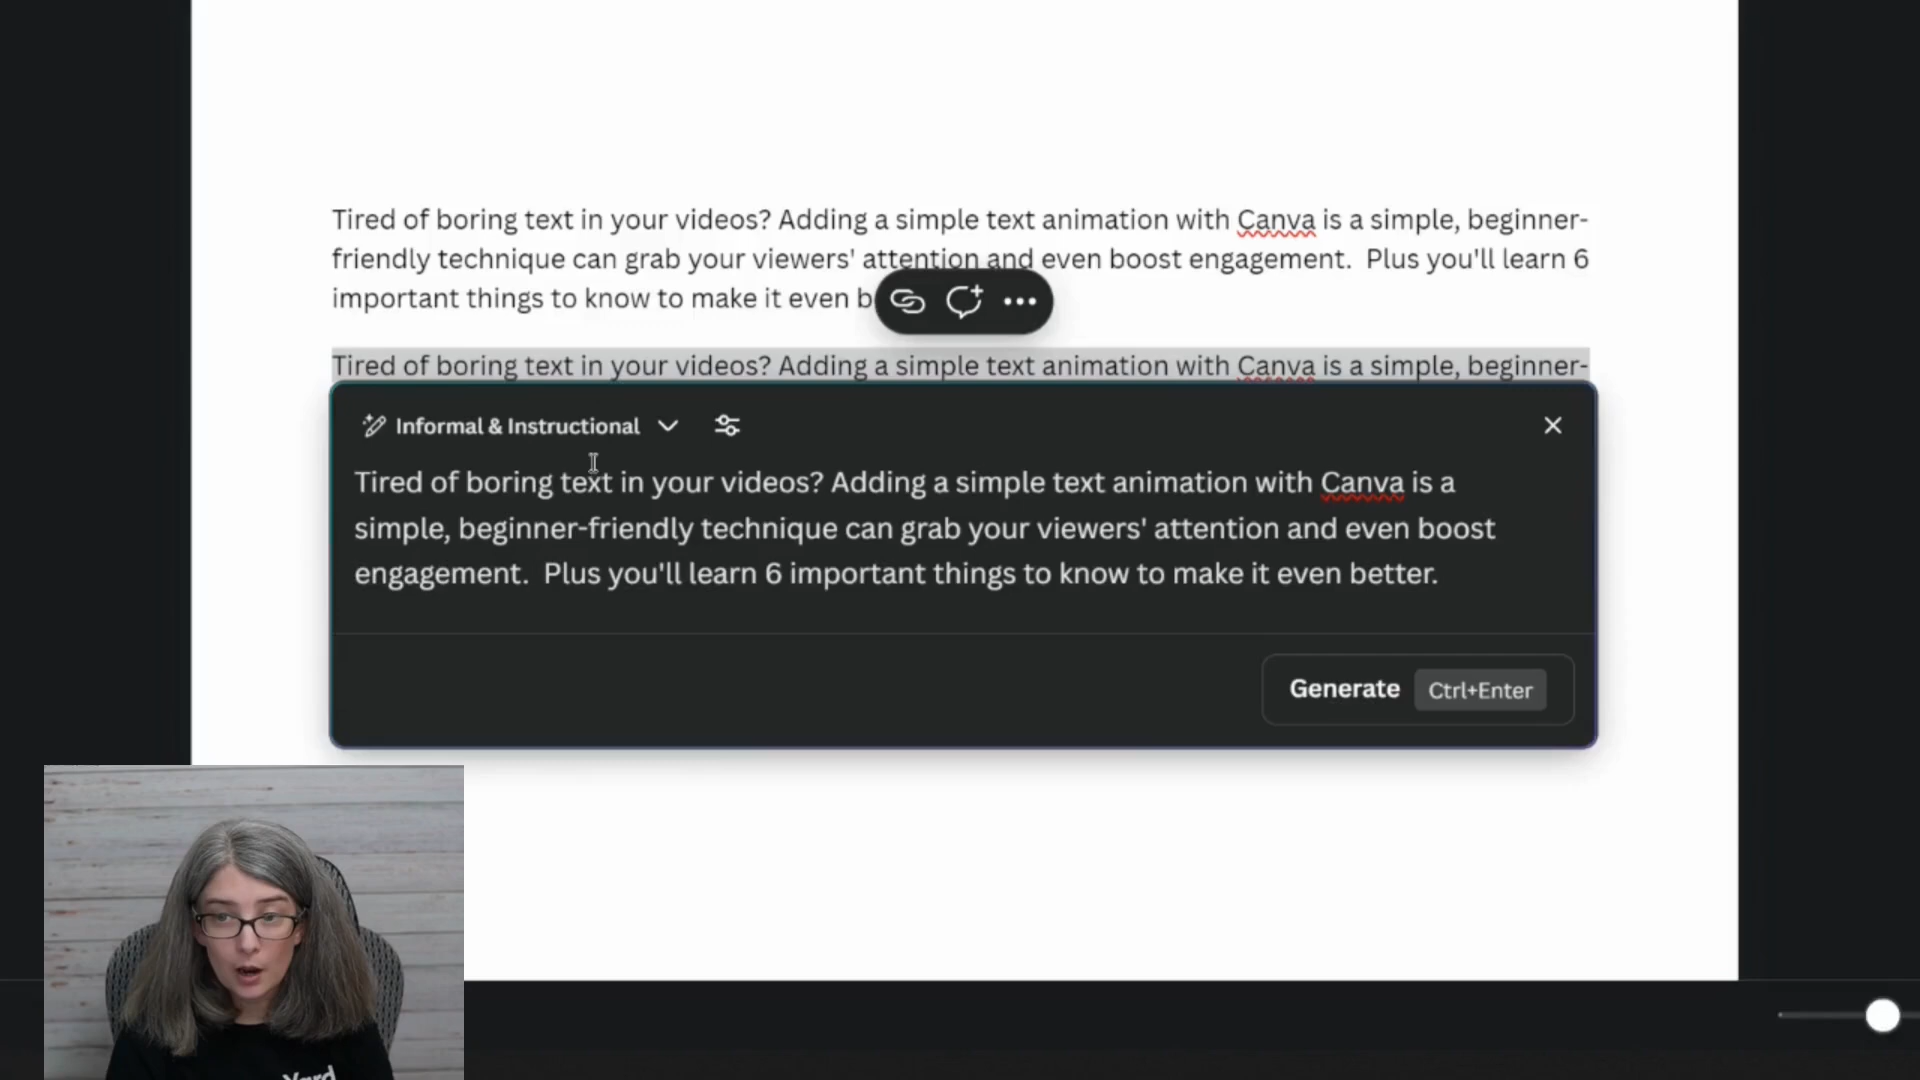 Tired of boring text in your videos? Adding a simple text animation with Canva is a simple, beginner-
friendly technique can grab your viewers' attention and even boost engagement.  Plus you'll learn 6
important things to know to make it even b
Tired of boring text in your videos? Adding a simple text animation with Canva is a simple, beginner-
Informal & Instructional
Tired of boring text in your videos? Adding a simple text animation with Canva is a
simple, beginner-friendly technique can grab your viewers' attention and even boost
engagement.  Plus you'll learn 6 important things to know to make it even better.
Generate Ctrl+Enter
Yard